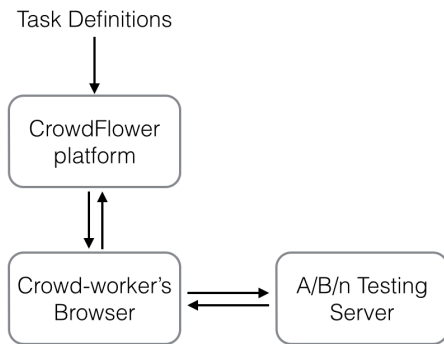 Task Definitions
CrowdFlower
platform
Crowd-worker's
Browser
A/B/n Testing
Server